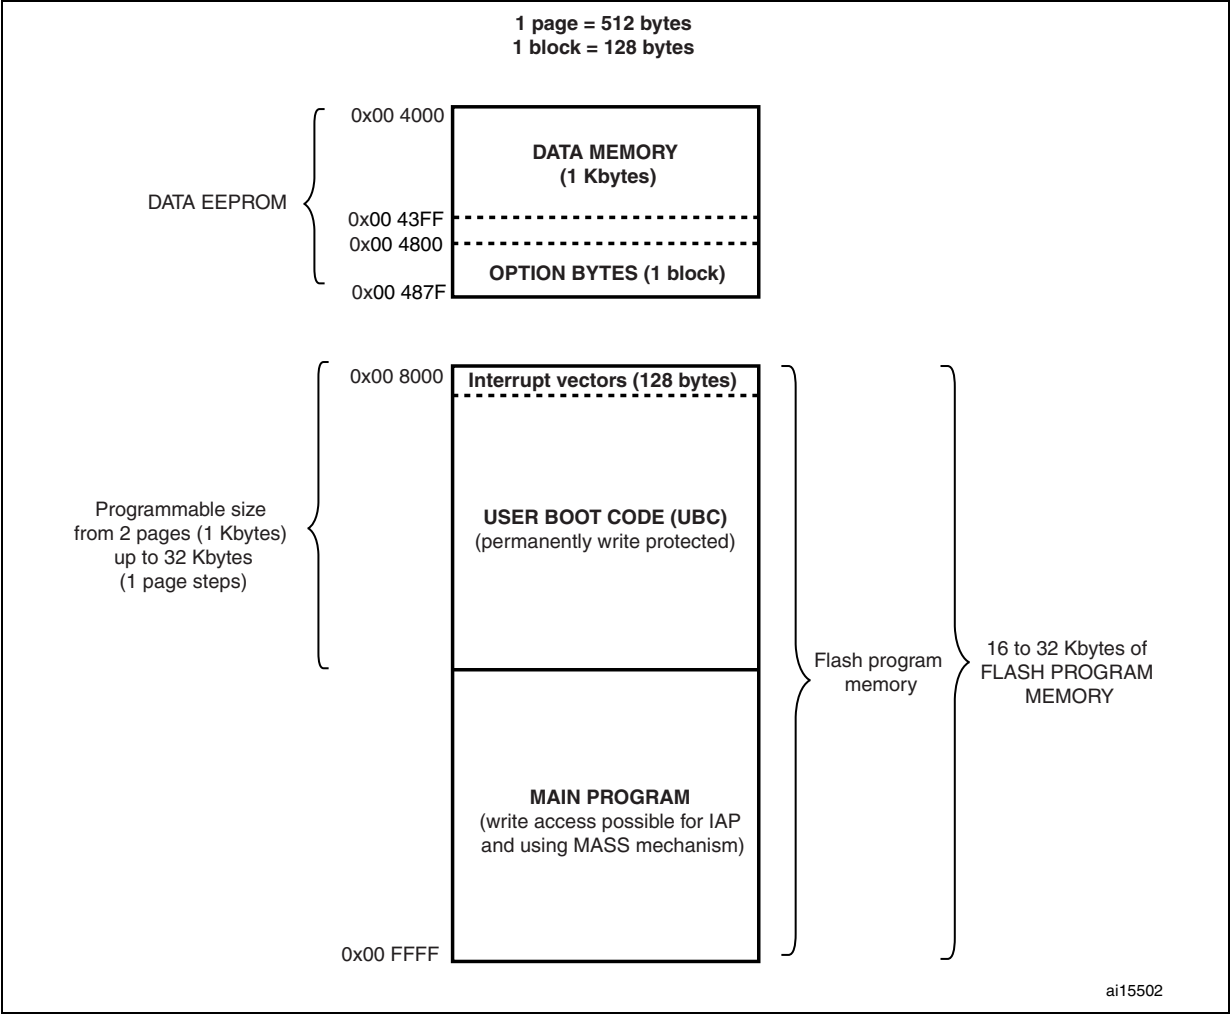 1 page = 512 bytes
1 block = 128 bytes
0x00 4000
DATA MEMORY
(1 Kbytes)
DATA EEPROM
0x00 43FF
0x00 4800
OPTION BYTES (1 block)
0x00 487F
0x00 8000
Interrupt vectors (128 bytes)
Programmable size
from 2 pages (1 Kbytes)
up to 32 Kbytes
(1 page steps)
USER BOOT CODE (UBC)
(permanently write protected)
Flash program
memory
16 to 32 Kbytes of
FLASH PROGRAM
MEMORY
MAIN PROGRAM
(write access possible for IAP
and using MASS mechanism)
0x00 FFFF
ai15502